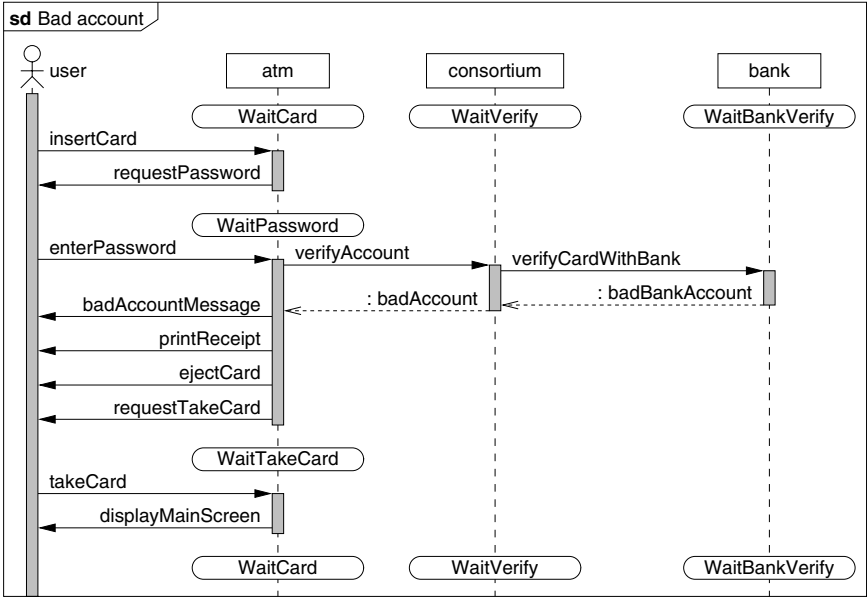 sd Bad account
user
atm
consortium
bank
WaitCard
WaitVerify
WaitBankVerify
insertCard
requestPassword
WaitPassword
enterPassword
verifyAccount
verifyCardWithBank
: badBankAccount
: badAccount
badAccountMessage
printReceipt
ejectCard
requestTakeCard
WaitTakeCard
takeCard
displayMainScreen
WaitCard
WaitVerify
WaitBankVerify